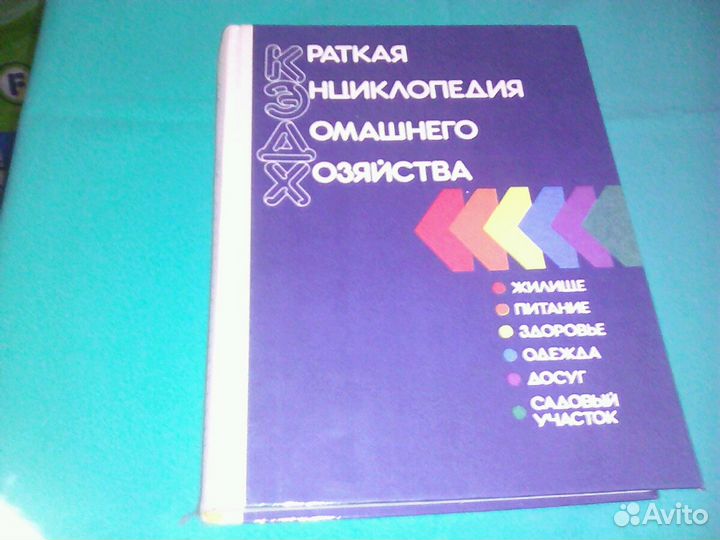 КРАТКАЯ
ЭНЦИКЛОПЕДИЯ
ДОМАШНЕГО
ХОЗЯЙСТВА
ЖИЛИЩЕ
ПИТАНИЕ
ЗДОРОВЬЕ
ОДЕЖДА
ДОСУГ
САДОВЫЙ
УЧАСТОК
Avito